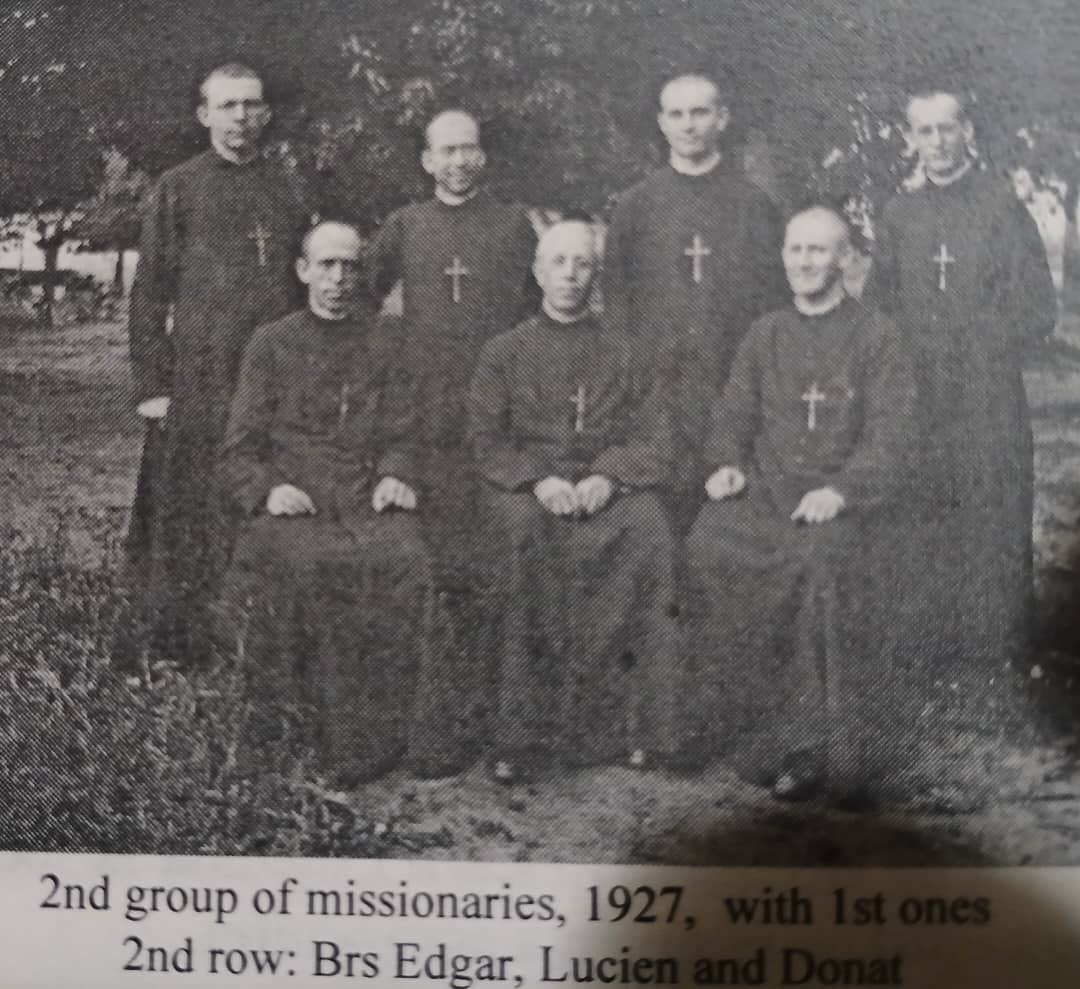 2nd group of missionaries, 1927, with 1st ones
2nd row: Brs Edgar, Lucien and Donat